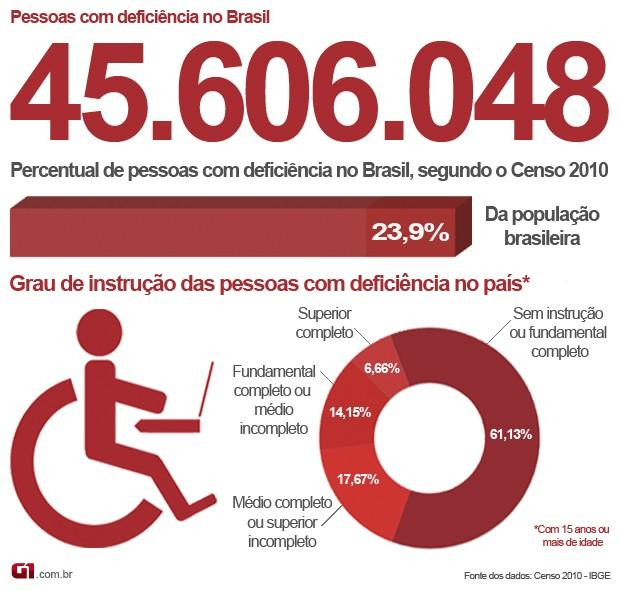 Pessoas com deficiência no Brasil
45.606.048
Percentual de pessoas com deficiência no Brasil, segundo o Censo 2010
23,9%
Da população
brasileira
Grau de instrução das pessoas com deficiência no país*
Superior
completo
6,66%
Sem instrução
ou fundamental
completo
61,13%
Fundamental
completo ou
médio
incompleto
14,15%
17,67%
Médio completo
ou superior
incompleto
*Com 15 anos ou
mais de idade
G1.com.br
Fonte dos dados: Censo 2010 - IBGE